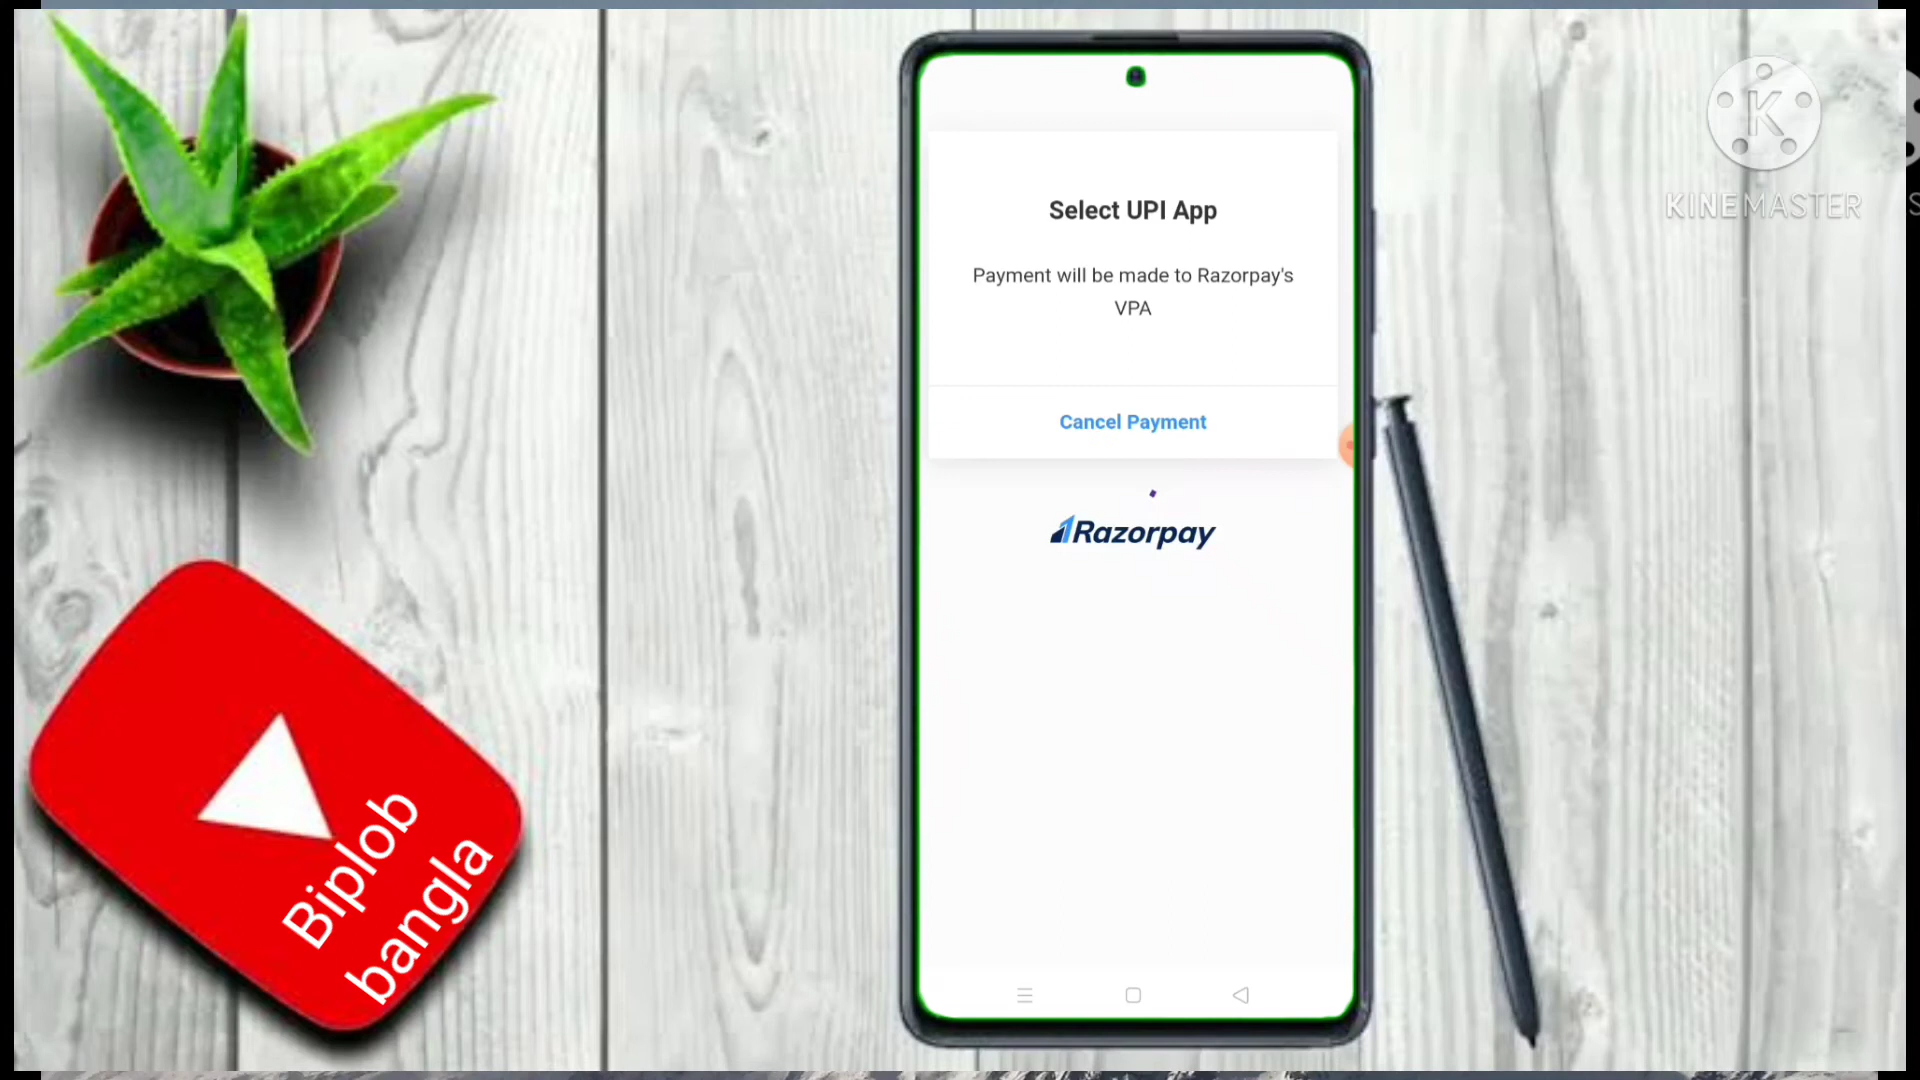 Select UPI App
Payment will be made to Razorpay's
VPA
Cancel Payment
Razorpay
K
KINEMASTER
Biplob
bangla